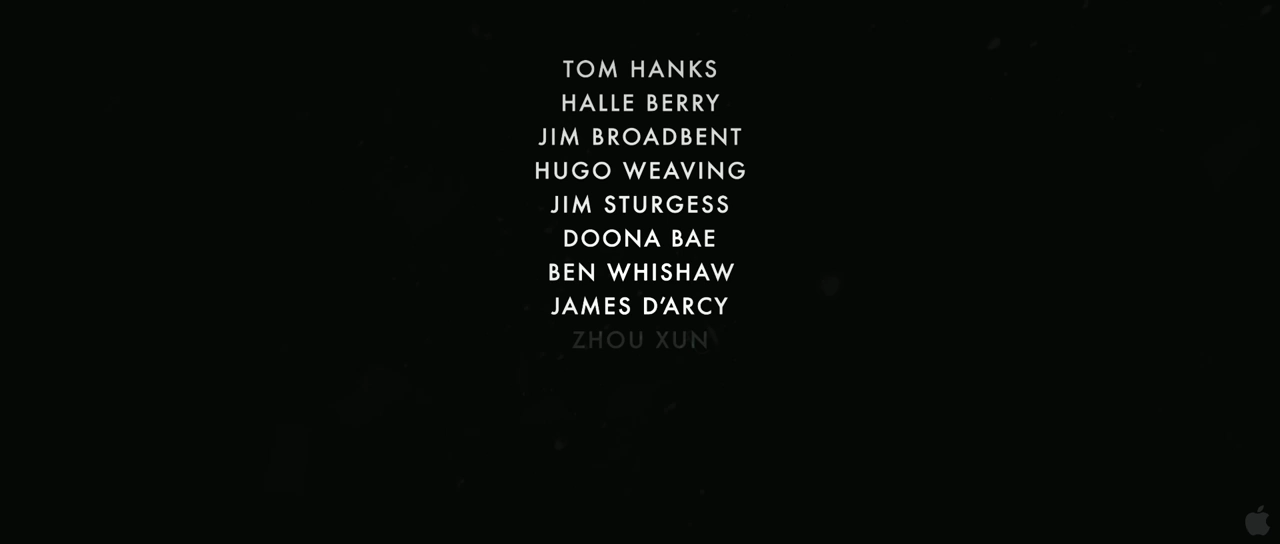 TOM HANKS
HALLE BERRY
JIM BROADBENT
HUGO WEAVING
JIM STURGESS
DOONA BAE
BEN WHISHAW
JAMES D’ARCY
ZHOU XUN